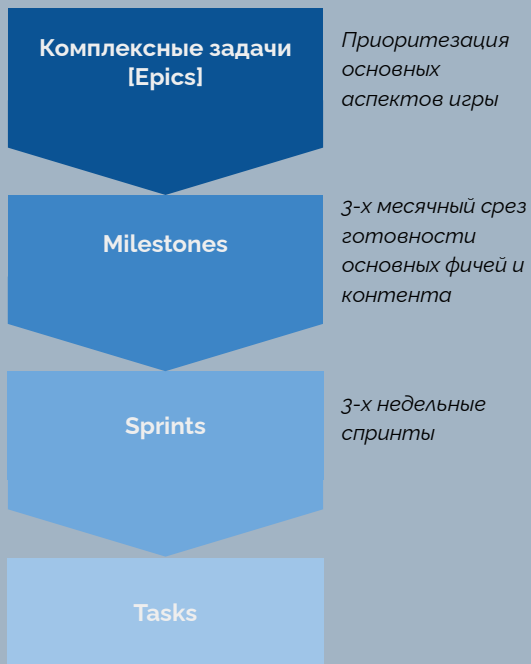 Комплексные задачи
[Epics]
Приоритезация
основных
аспектов игры
Milestones
3-х месячный срез
готовности
основных фичей и
контента
Sprints
3-х недельные
спринты
Tasks